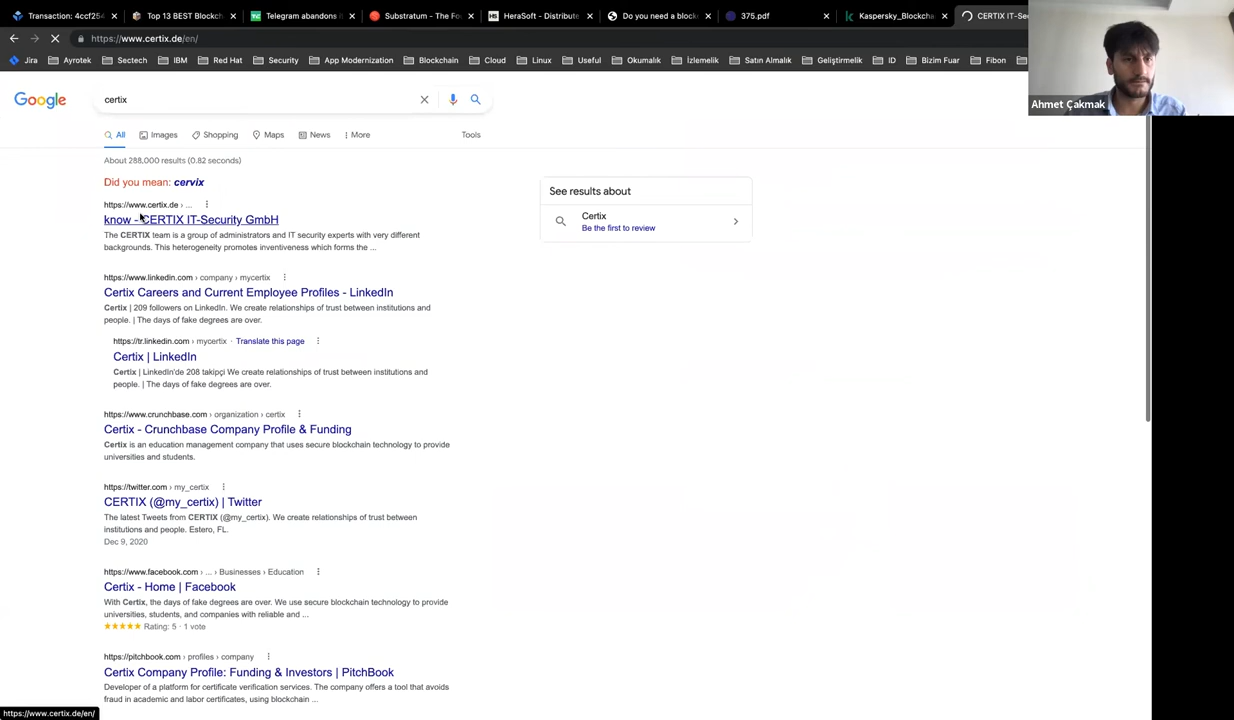 Transaction: 4ccf254
Top 13 BEST Blockch
Telegram abandons i
Substratum - The Fo
HeraSoft - Distribute
Do you need a block
375.pdf
Kaspersky_Blockcha
CERTIX IT-Se
https://www.certix.de/en/
Jira
Ayrotek
Sectech
IBM
Red Hat
Security
App Modernization
Blockchain
Cloud
Linux
Useful
Okumalık
İzlemelik
Satın Almalık
Geliştirmelik
ID
Bizim Fuar
Fibon
Ahmet Çakmak
Google
certix
All
Images
Shopping
Maps
News
More
Tools
About 288,000 results (0.82 seconds)
Did you mean: cervix
See results about
Certix
Be the first to review
https://www.certix.de › ...
know - CERTIX IT-Security GmbH
The CERTIX team is a group of administrators and IT security experts with very different
backgrounds. This heterogeneity promotes inventiveness which forms the ...
https://www.linkedin.com › company › mycertix
Certix Careers and Current Employee Profiles - LinkedIn
Certix | 209 followers on LinkedIn. We create relationships of trust between institutions and
people. | The days of fake degrees are over.
https://tr.linkedin.com › mycertix · Translate this page
Certix | LinkedIn
Certix | LinkedIn'de 208 takipçi We create relationships of trust between institutions and
people. | The days of fake degrees are over.
https://www.crunchbase.com › organization › certix
Certix - Crunchbase Company Profile & Funding
Certix is an education management company that uses secure blockchain technology to provide
universities and students.
https://twitter.com › my_certix
CERTIX (@my_certix) | Twitter
The latest Tweets from CERTIX (@my_certix). We create relationships of trust between
institutions and people. Estero, FL.
Dec 9, 2020
https://www.facebook.com › ... › Businesses › Education
Certix - Home | Facebook
With Certix, the days of fake degrees are over. We use secure blockchain technology to provide
universities, students, and companies with reliable and ...
★★★★★ Rating: 5 · 1 vote
https://pitchbook.com › profiles › company
Certix Company Profile: Funding & Investors | PitchBook
Developer of a platform for certificate verification services. The company offers a tool that avoids
fraud in academic and labor certificates, using blockchain ...
https://www.certix.de/en/